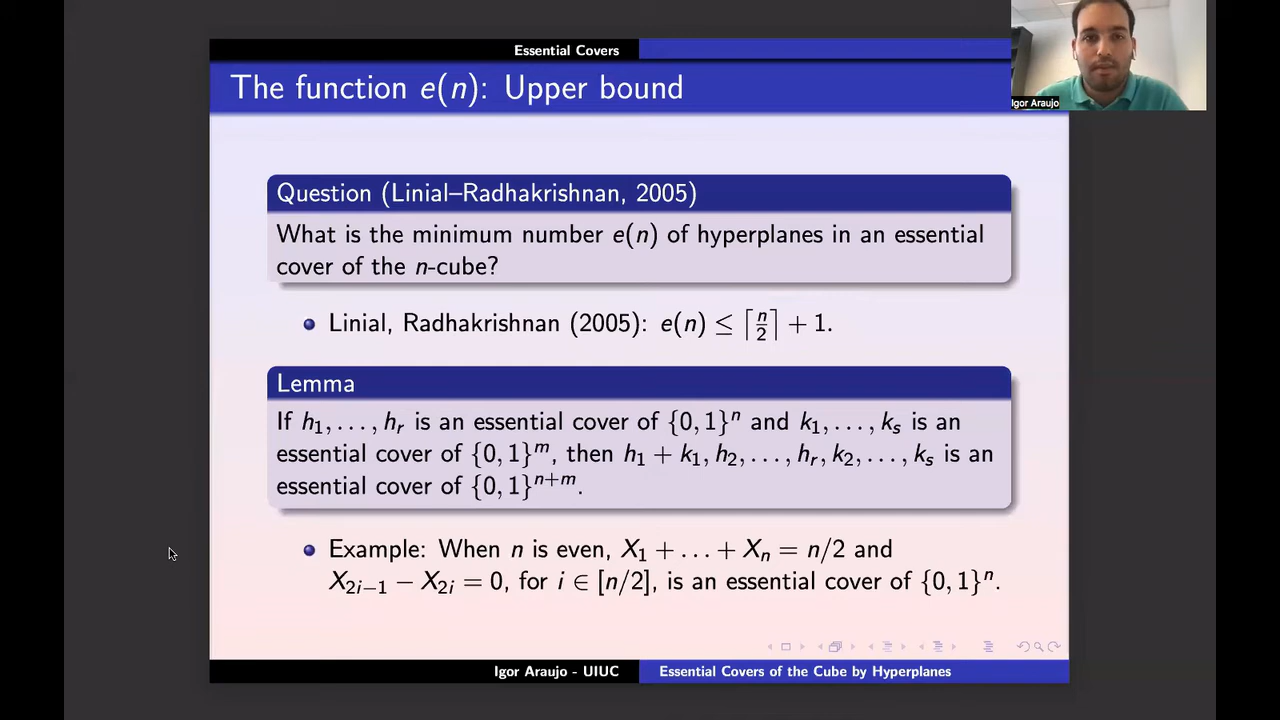 Essential Covers
The function e(n): Upper bound
Igor Araujo
Question (Linial–Radhakrishnan, 2005)
What is the minimum number e(n) of hyperplanes in an essential
cover of the n-cube?
Linial, Radhakrishnan (2005): e(n) ≤ ⌈n/2⌉ + 1.
Lemma
If h₁, . . . , hᵣ is an essential cover of {0, 1}ⁿ and k₁, . . . , kₛ is an
essential cover of {0, 1}ᵐ, then h₁ + k₁, h₂, . . . , hᵣ, k₂, . . . , kₛ is an
essential cover of {0, 1}ⁿ⁺ᵐ.
Example: When n is even, X₁ + . . . + Xₙ = n/2 and
X₂ᵢ₋₁ − X₂ᵢ = 0, for i ∈ [n/2], is an essential cover of {0, 1}ⁿ.
Igor Araujo - UIUC
Essential Covers of the Cube by Hyperplanes